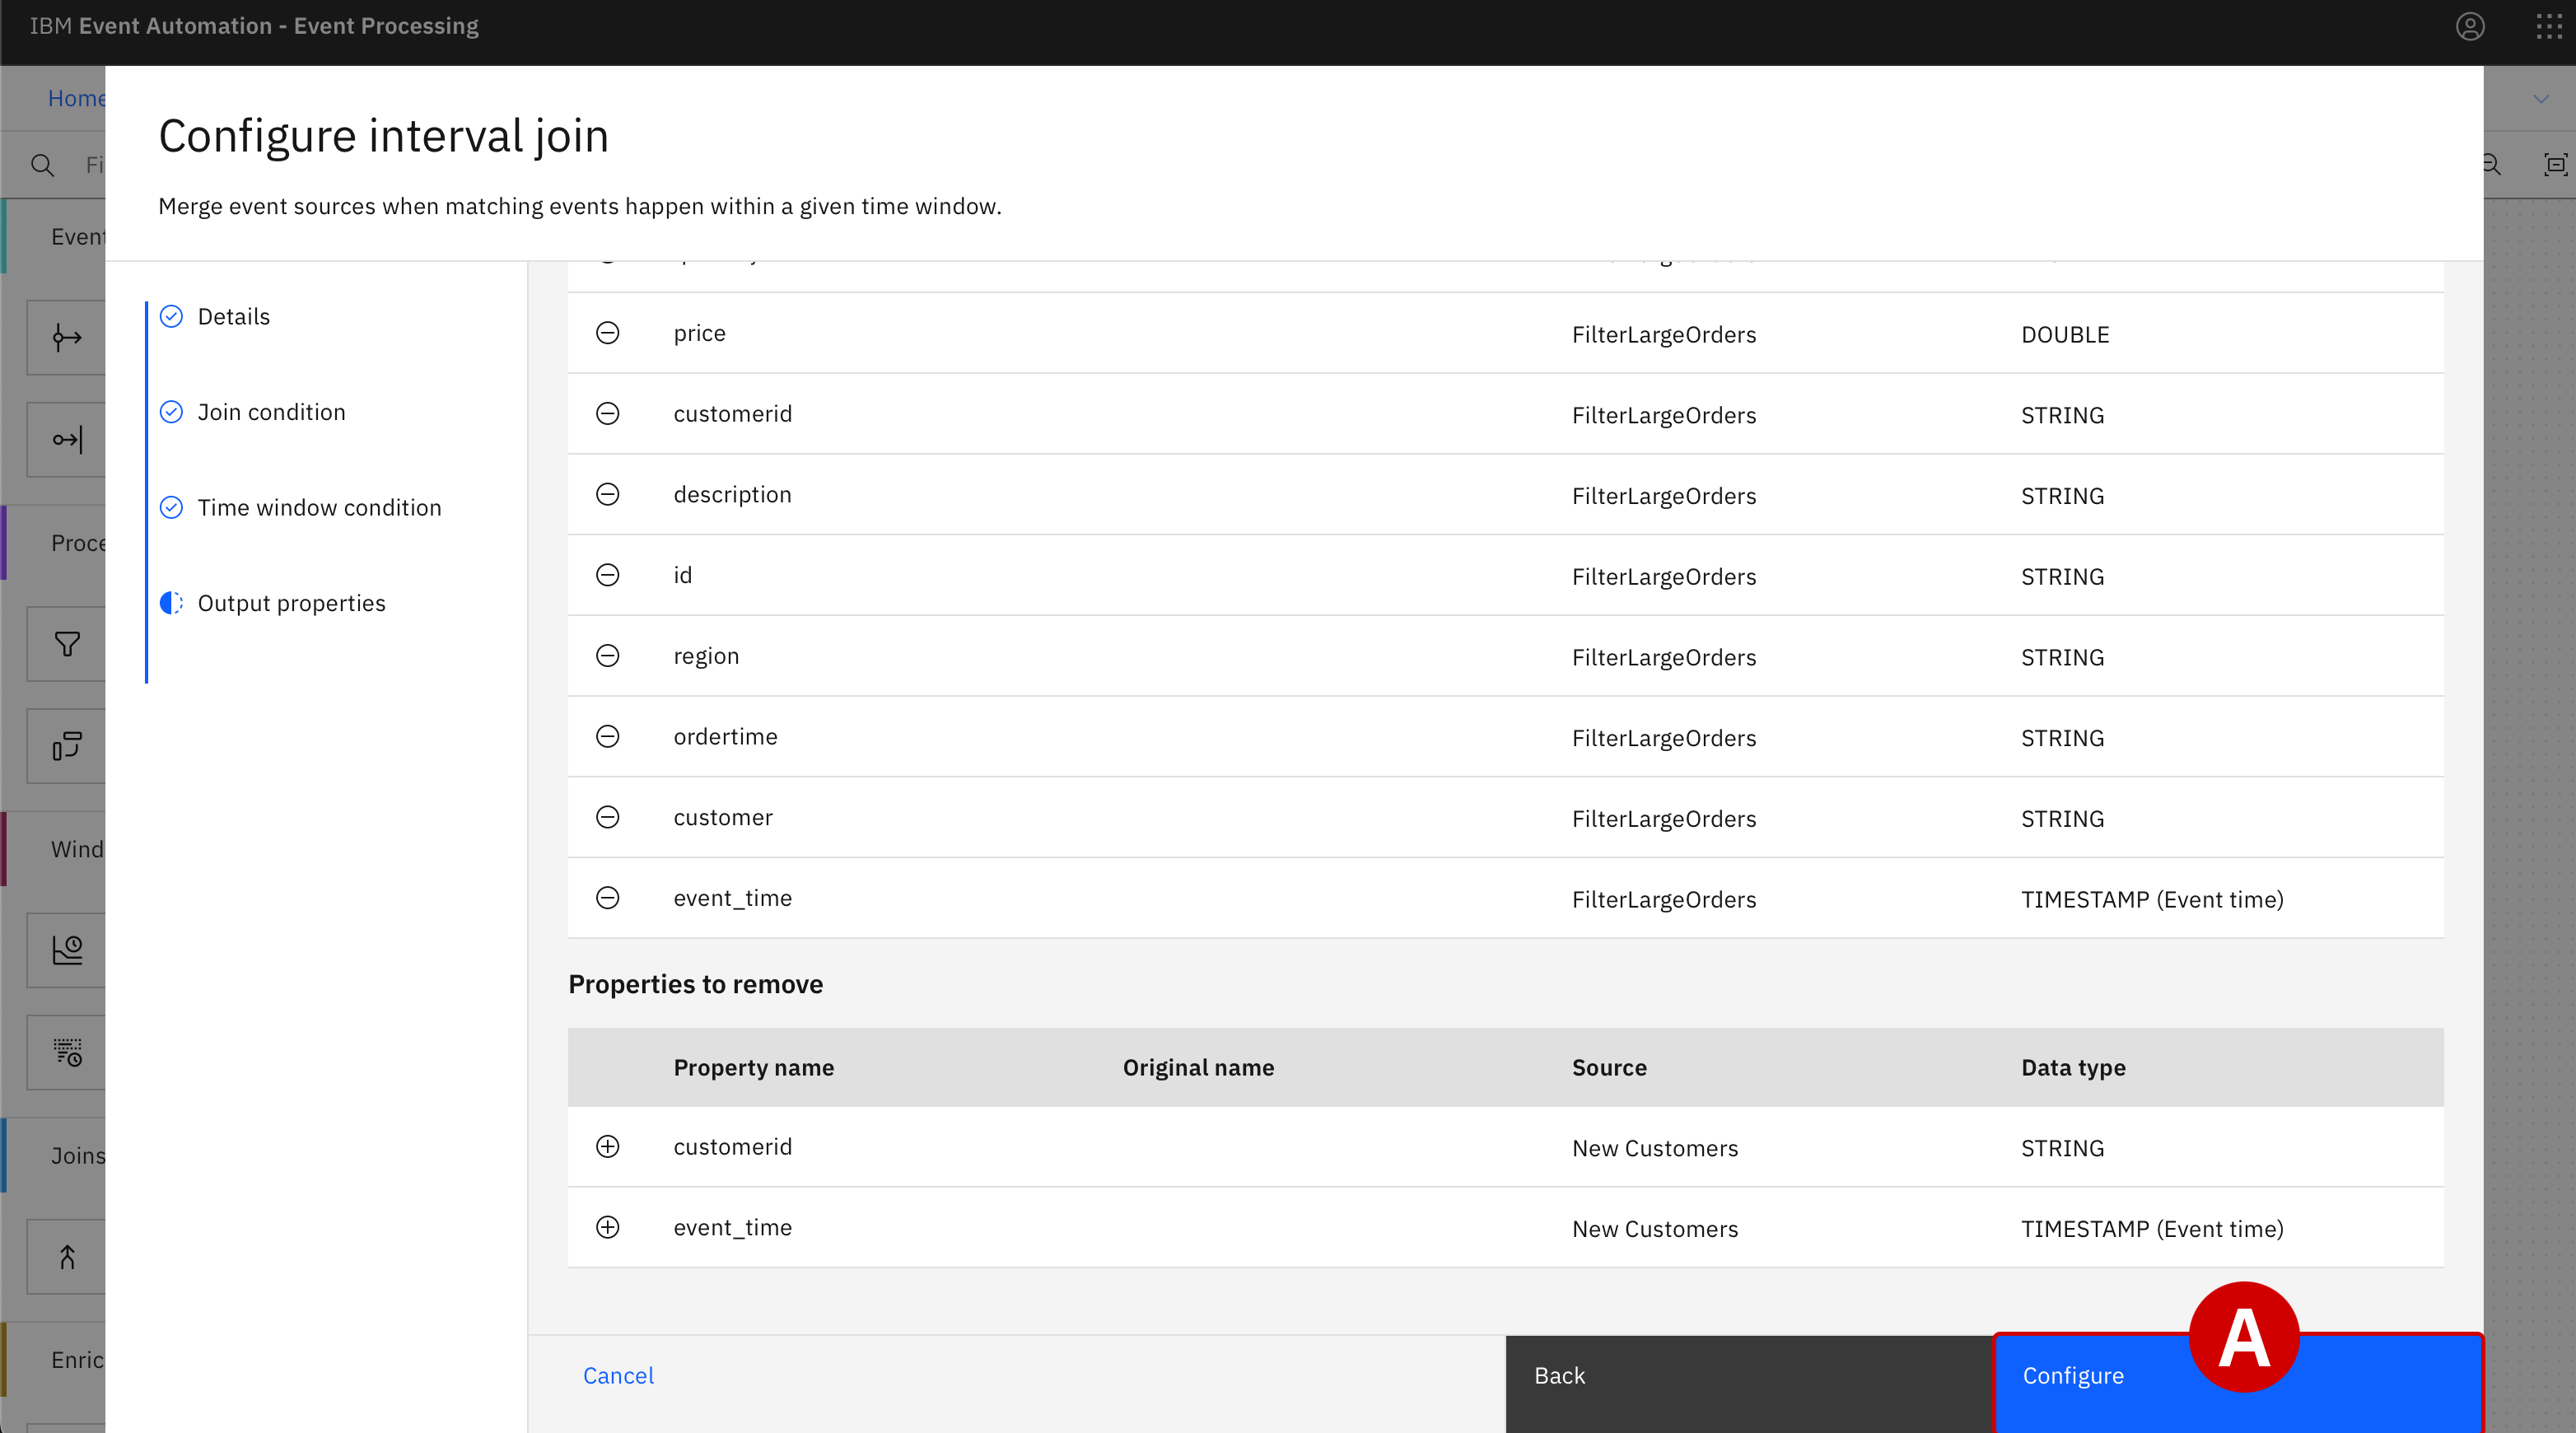 IBM Event Automation - Event Processing
Home
Configure interval join
Merge event sources when matching events happen within a given time window.
Fi
Event
Proce
Wind
Joins
Enric
Details
Join condition
Time window condition
Output properties
price FilterLargeOrders DOUBLE
customerid FilterLargeOrders STRING
description FilterLargeOrders STRING
id FilterLargeOrders STRING
region FilterLargeOrders STRING
ordertime FilterLargeOrders STRING
customer FilterLargeOrders STRING
event_time FilterLargeOrders TIMESTAMP (Event time)
Properties to remove
Property name Original name Source Data type
customerid New Customers STRING
event_time New Customers TIMESTAMP (Event time)
A
Cancel Back Configure